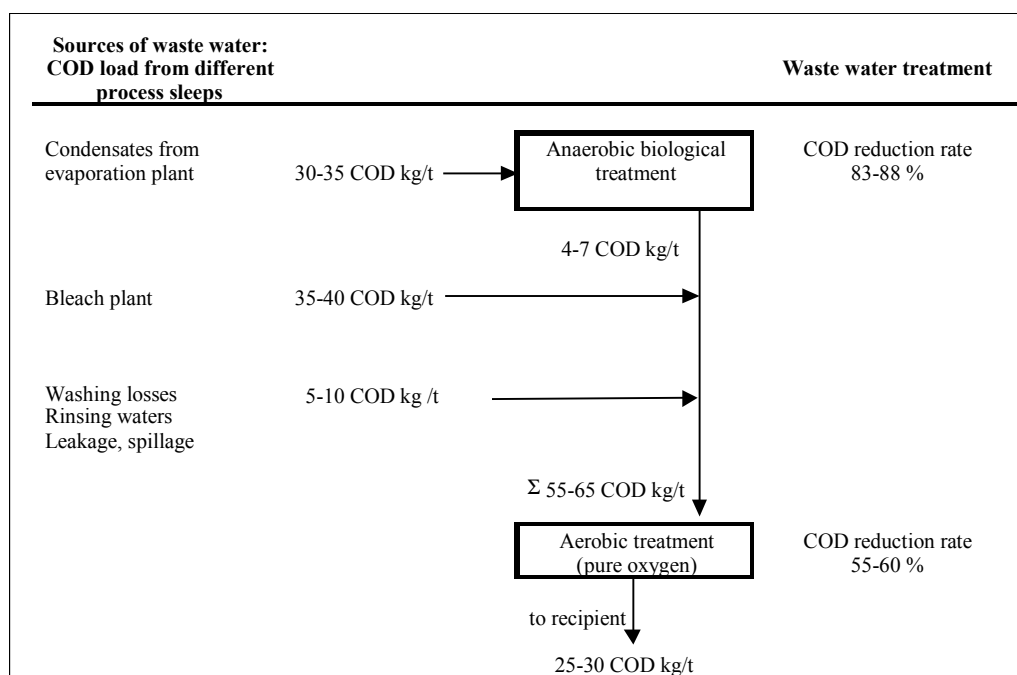 Sources of waste water:
COD load from different
process sleeps
Waste water treatment
Condensates from
evaporation plant
30-35 COD kg/t
Anaerobic biological
treatment
COD reduction rate
83-88 %
4-7 COD kg/t
Bleach plant
35-40 COD kg/t
Washing losses
Rinsing waters
Leakage, spillage
5-10 COD kg /t
Σ 55-65 COD kg/t
Aerobic treatment
(pure oxygen)
COD reduction rate
55-60 %
to recipient
25-30 COD kg/t